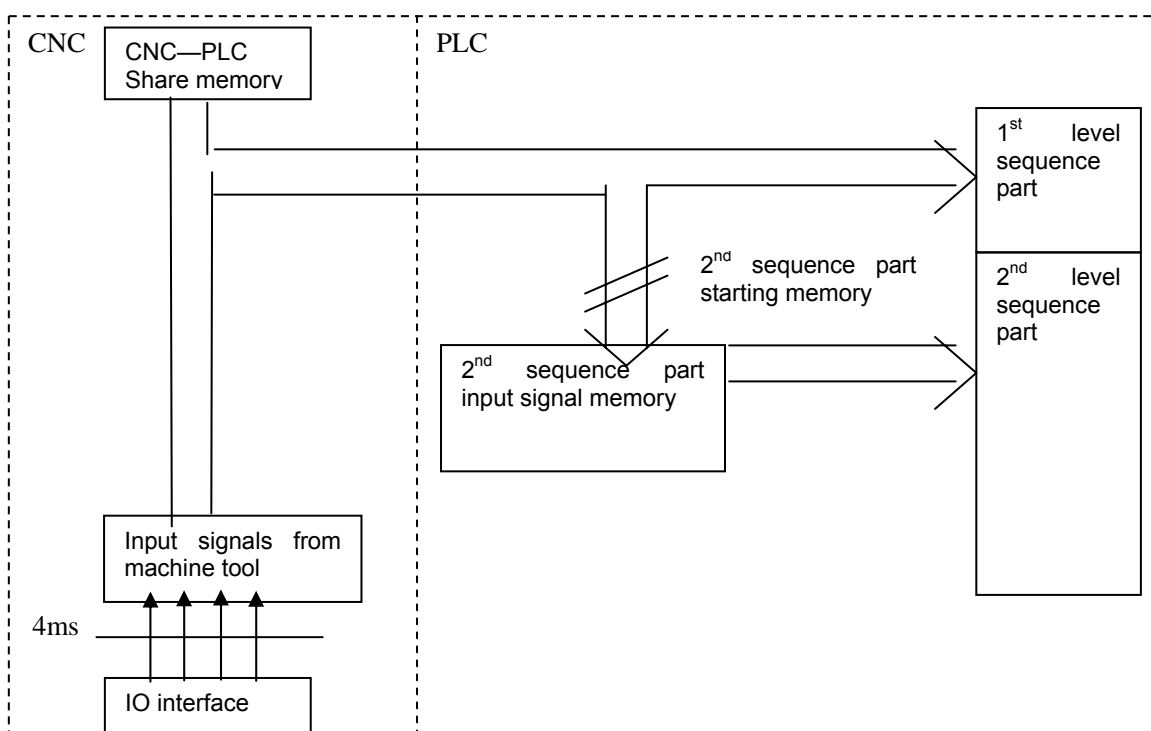 CNC
CNC—PLC
Share memory
PLC
1st level
sequence
part
2nd sequence part
starting memory
2nd level
sequence
part
2nd sequence part
input signal memory
Input signals from
machine tool
4ms
IO interface